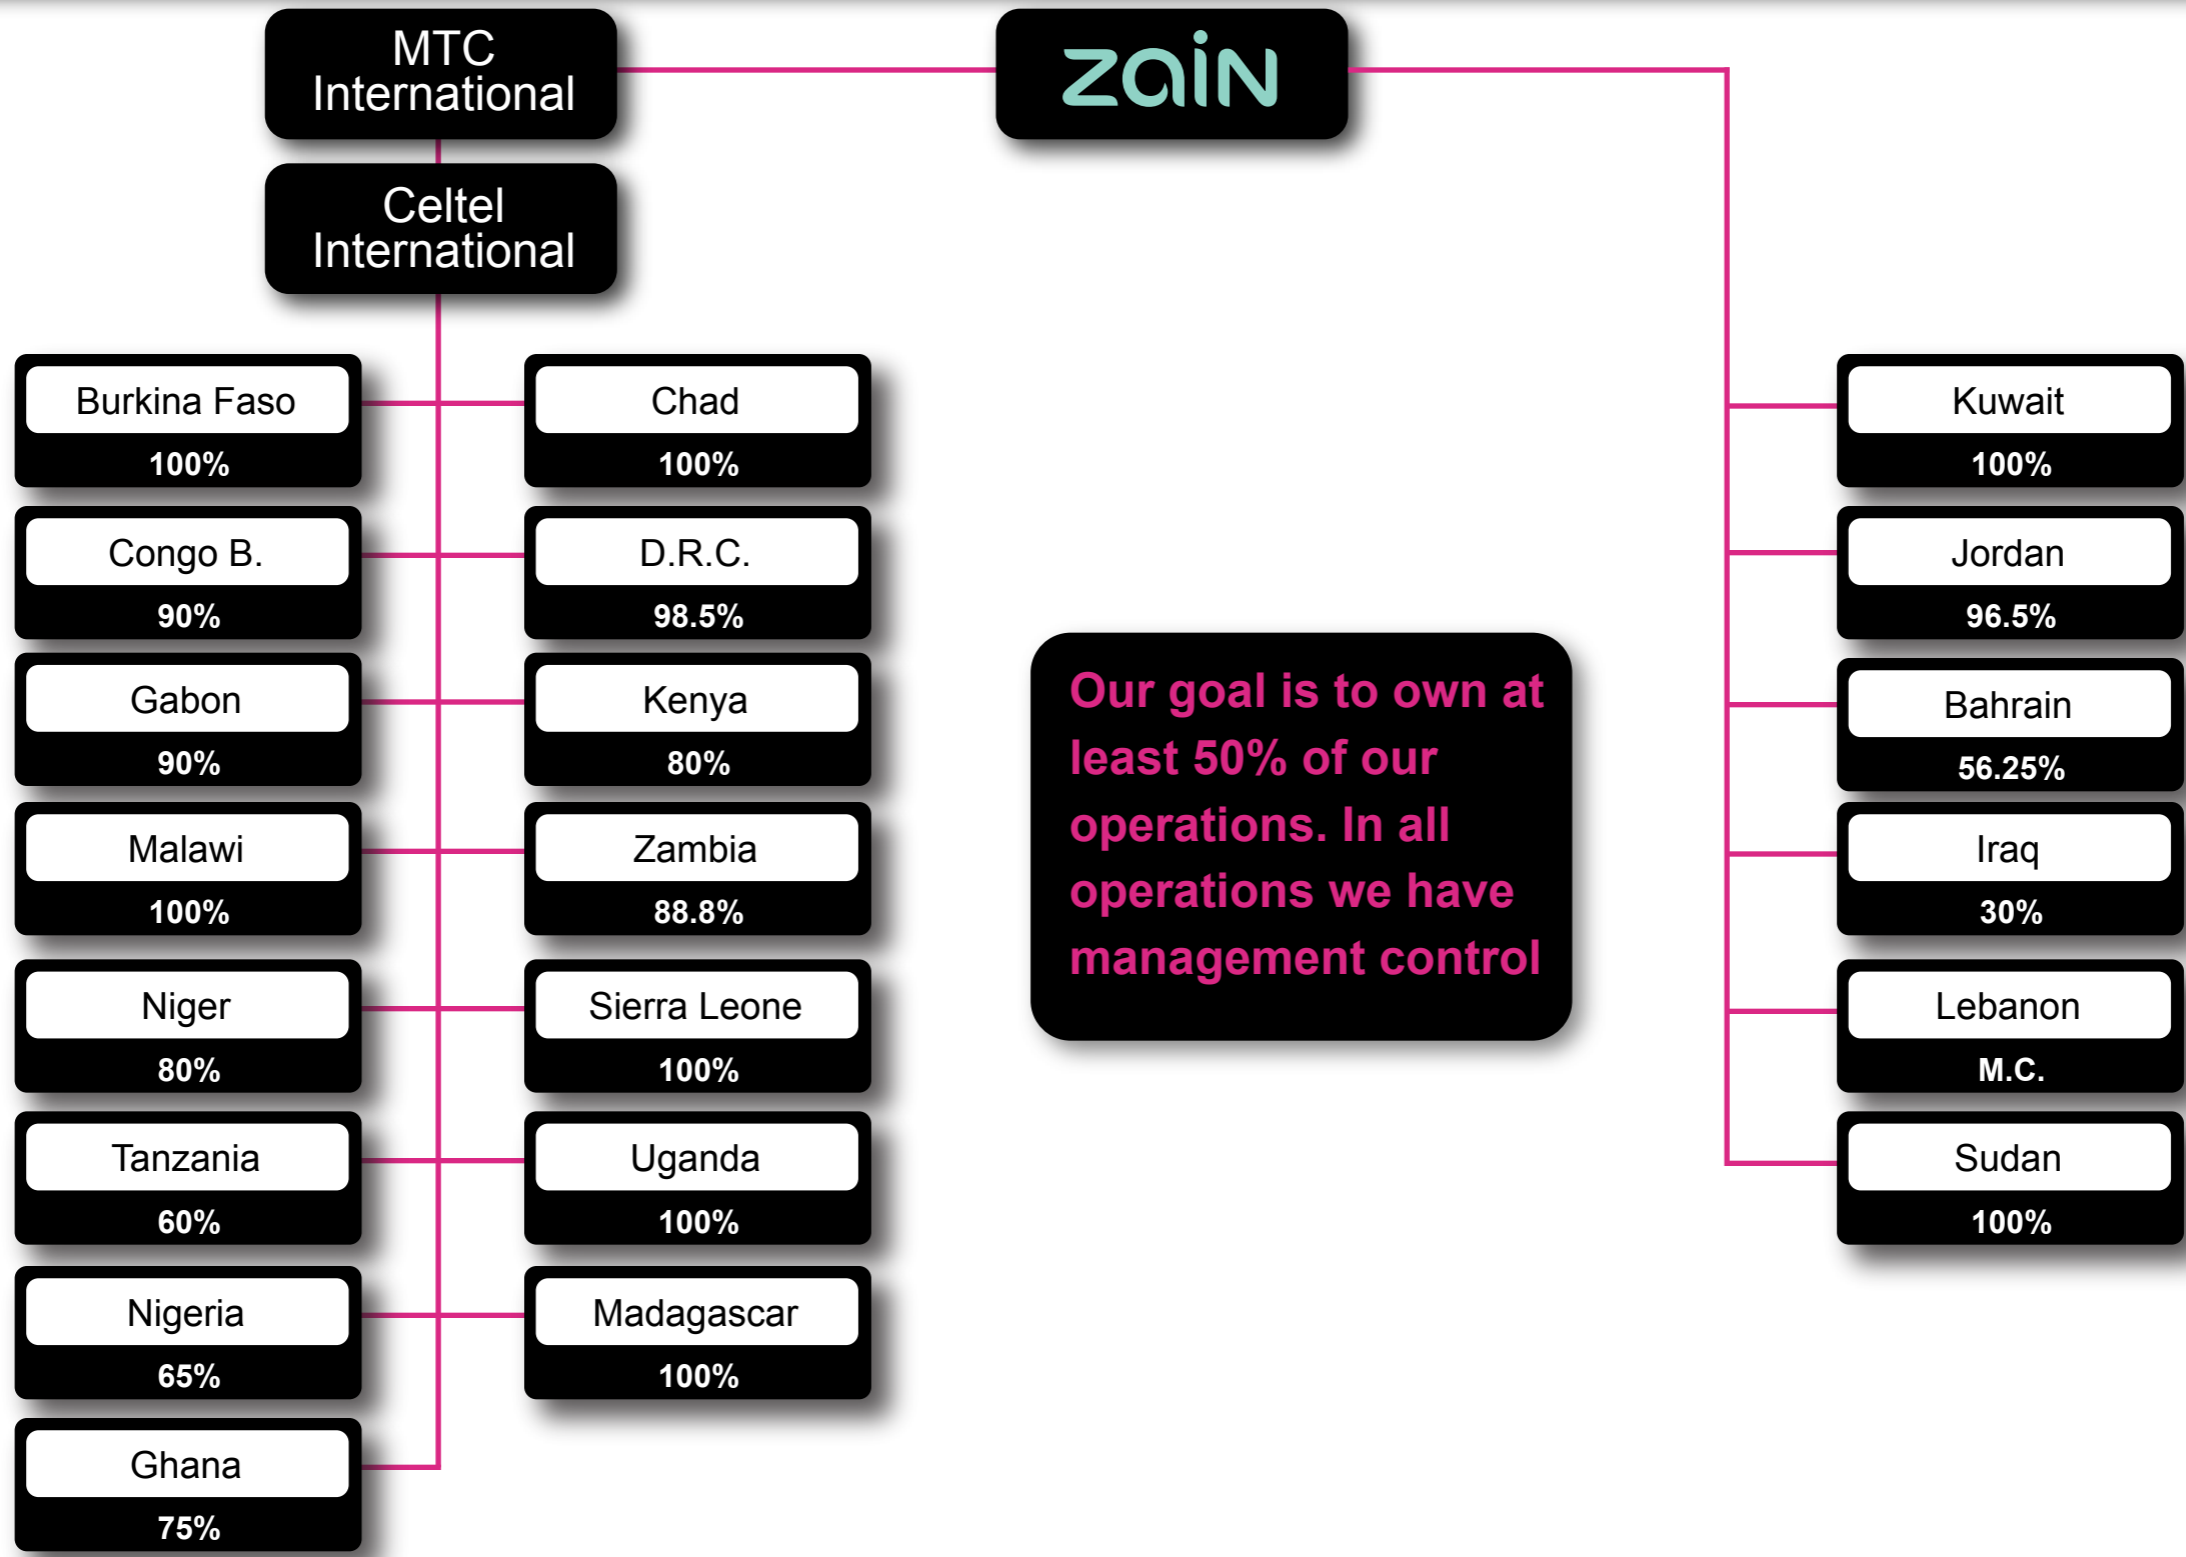 MTC
International
zain
Celtel
International
Burkina Faso
100%
Chad
100%
Congo B.
90%
D.R.C.
98.5%
Gabon
90%
Kenya
80%
Malawi
100%
Zambia
88.8%
Niger
80%
Sierra Leone
100%
Tanzania
60%
Uganda
100%
Nigeria
65%
Madagascar
100%
Ghana
75%
Our goal is to own at
least 50% of our
operations. In all
operations we have
management control
Kuwait
100%
Jordan
96.5%
Bahrain
56.25%
Iraq
30%
Lebanon
M.C.
Sudan
100%